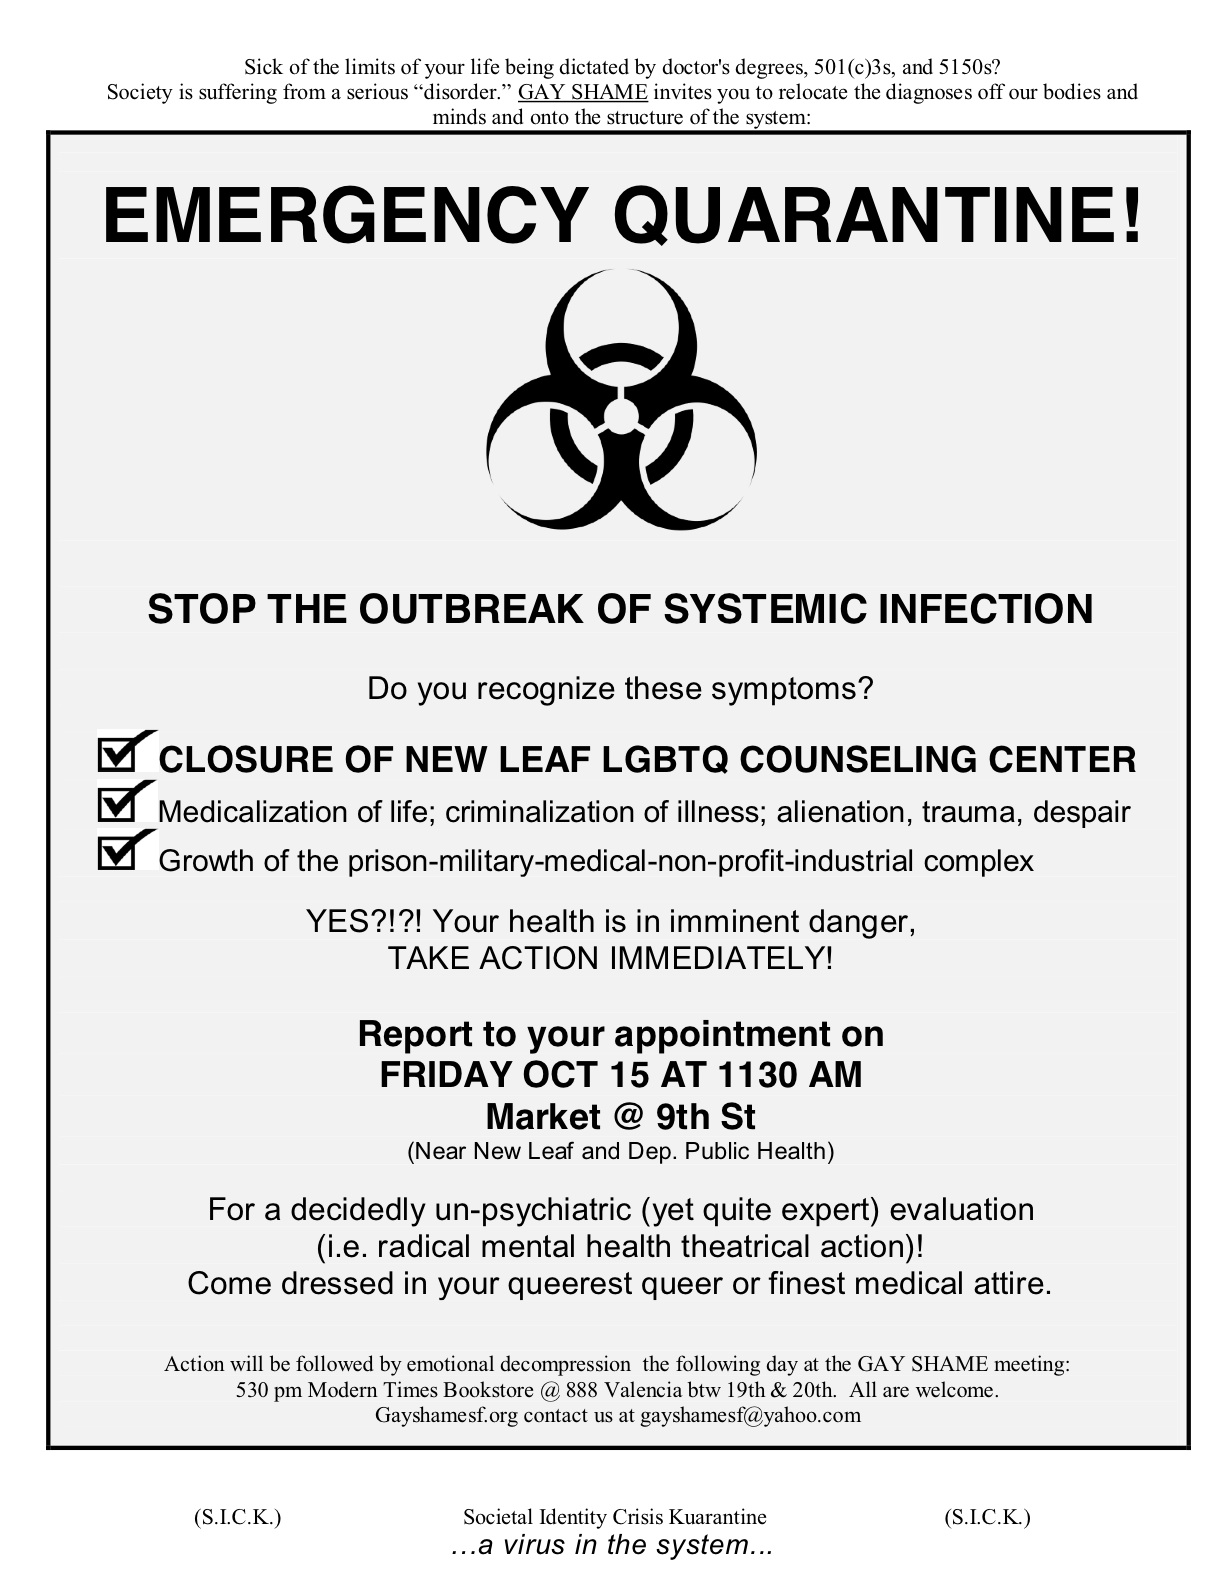 Sick of the limits of your life being dictated by doctor's degrees, 501(c)3s, and 5150s?
Society is suffering from a serious “disorder.” GAY SHAME invites you to relocate the diagnoses off our bodies and
minds and onto the structure of the system:
EMERGENCY QUARANTINE!
STOP THE OUTBREAK OF SYSTEMIC INFECTION
Do you recognize these symptoms?
CLOSURE OF NEW LEAF LGBTQ COUNSELING CENTER
Medicalization of life; criminalization of illness; alienation, trauma, despair
Growth of the prison-military-medical-non-profit-industrial complex
YES?!?! Your health is in imminent danger,
TAKE ACTION IMMEDIATELY!
Report to your appointment on
FRIDAY OCT 15 AT 1130 AM
Market @ 9th St
(Near New Leaf and Dep. Public Health)
For a decidedly un-psychiatric (yet quite expert) evaluation
(i.e. radical mental health theatrical action)!
Come dressed in your queerest queer or finest medical attire.
Action will be followed by emotional decompression  the following day at the GAY SHAME meeting:
530 pm Modern Times Bookstore @ 888 Valencia btw 19th & 20th.  All are welcome.
Gayshamesf.org contact us at gayshamesf@yahoo.com
(S.I.C.K.) Societal Identity Crisis Kuarantine (S.I.C.K.)
…a virus in the system...